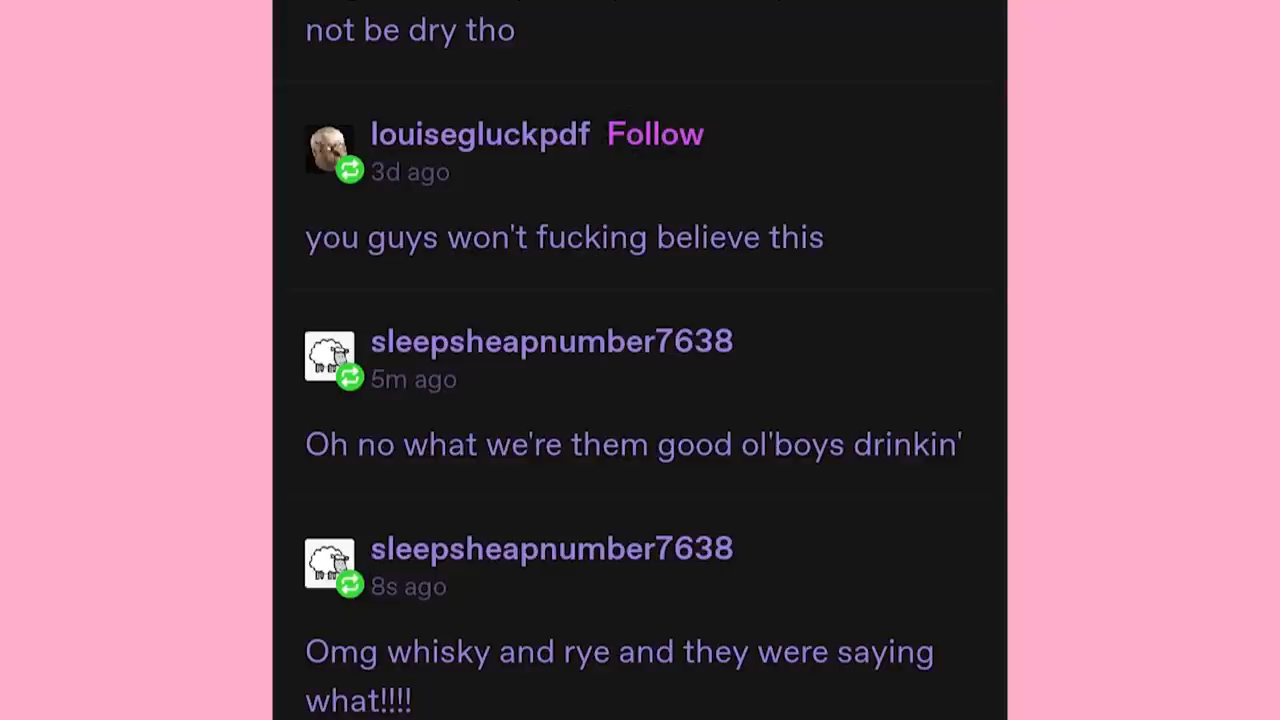 not be dry tho
louisegluckpdf Follow
3d ago
you guys won't fucking believe this
sleepsheapnumber7638
5m ago
Oh no what we're them good ol'boys drinkin'
sleepsheapnumber7638
8s ago
Omg whisky and rye and they were saying
what!!!!